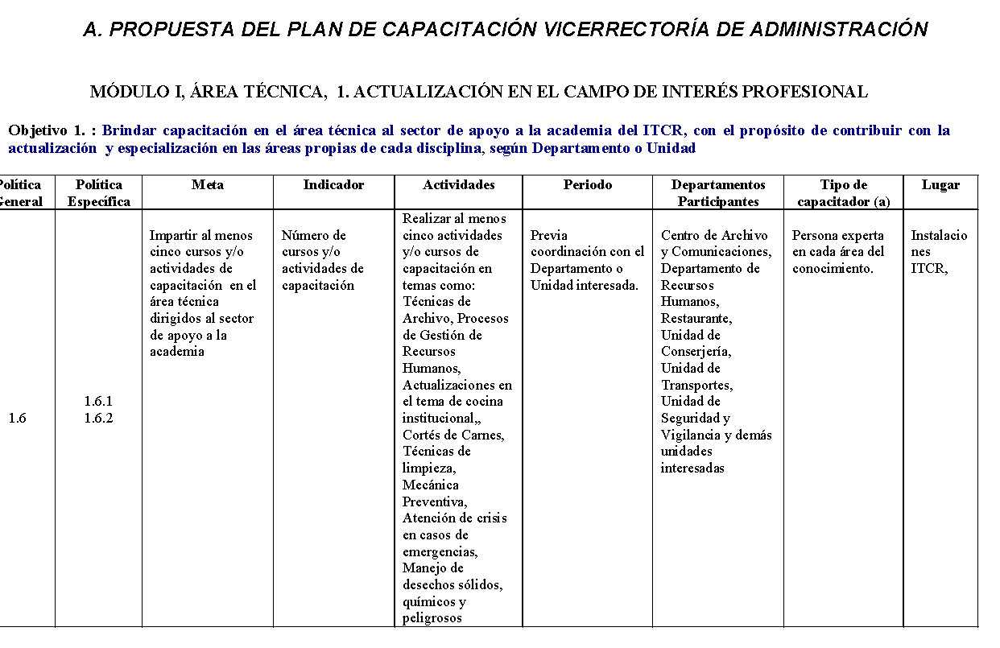 A. PROPUESTA DEL PLAN DE CAPACITACIÓN VICERRECTORÍA DE ADMINISTRACIÓN
MÓDULO I, ÁREA TÉCNICA, 1. ACTUALIZACIÓN EN EL CAMPO DE INTERÉS PROFESIONAL
Objetivo 1. : Brindar capacitación en el área técnica al sector de apoyo a la academia del ITCR, con el propósito de contribuir con la
actualización y especialización en las áreas propias de cada disciplina, según Departamento o Unidad
Política
General
Política
Específica
Meta
Indicador
Actividades
Periodo
Departamentos
Participantes
Tipo de
capacitador (a)
Lugar
1.6
1.6.1
1.6.2
Impartir al menos
cinco cursos y/o
actividades de
capacitación en el
área técnica
dirigidos al sector
de apoyo a la
academia
Número de
cursos y/o
actividades de
capacitación
Realizar al menos
cinco actividades
y/o cursos de
capacitación en
temas como:
Técnicas de
Archivo, Procesos
de Gestión de
Recursos
Humanos,
Actualizaciones en
el tema de cocina
institucional,,
Cortés de Carnes,
Técnicas de
limpieza,
Mecánica
Preventiva,
Atención de crisis
en casos de
emergencias,
Manejo de
desechos sólidos,
químicos y
peligrosos
Previa
coordinación con el
Departamento o
Unidad interesada.
Centro de Archivo
y Comunicaciones,
Departamento de
Recursos
Humanos,
Restaurante,
Unidad de
Conserjería,
Unidad de
Transportes,
Unidad de
Seguridad y
Vigilancia y demás
unidades
interesadas
Persona experta
en cada área del
conocimiento.
Instalacio
nes
ITCR,